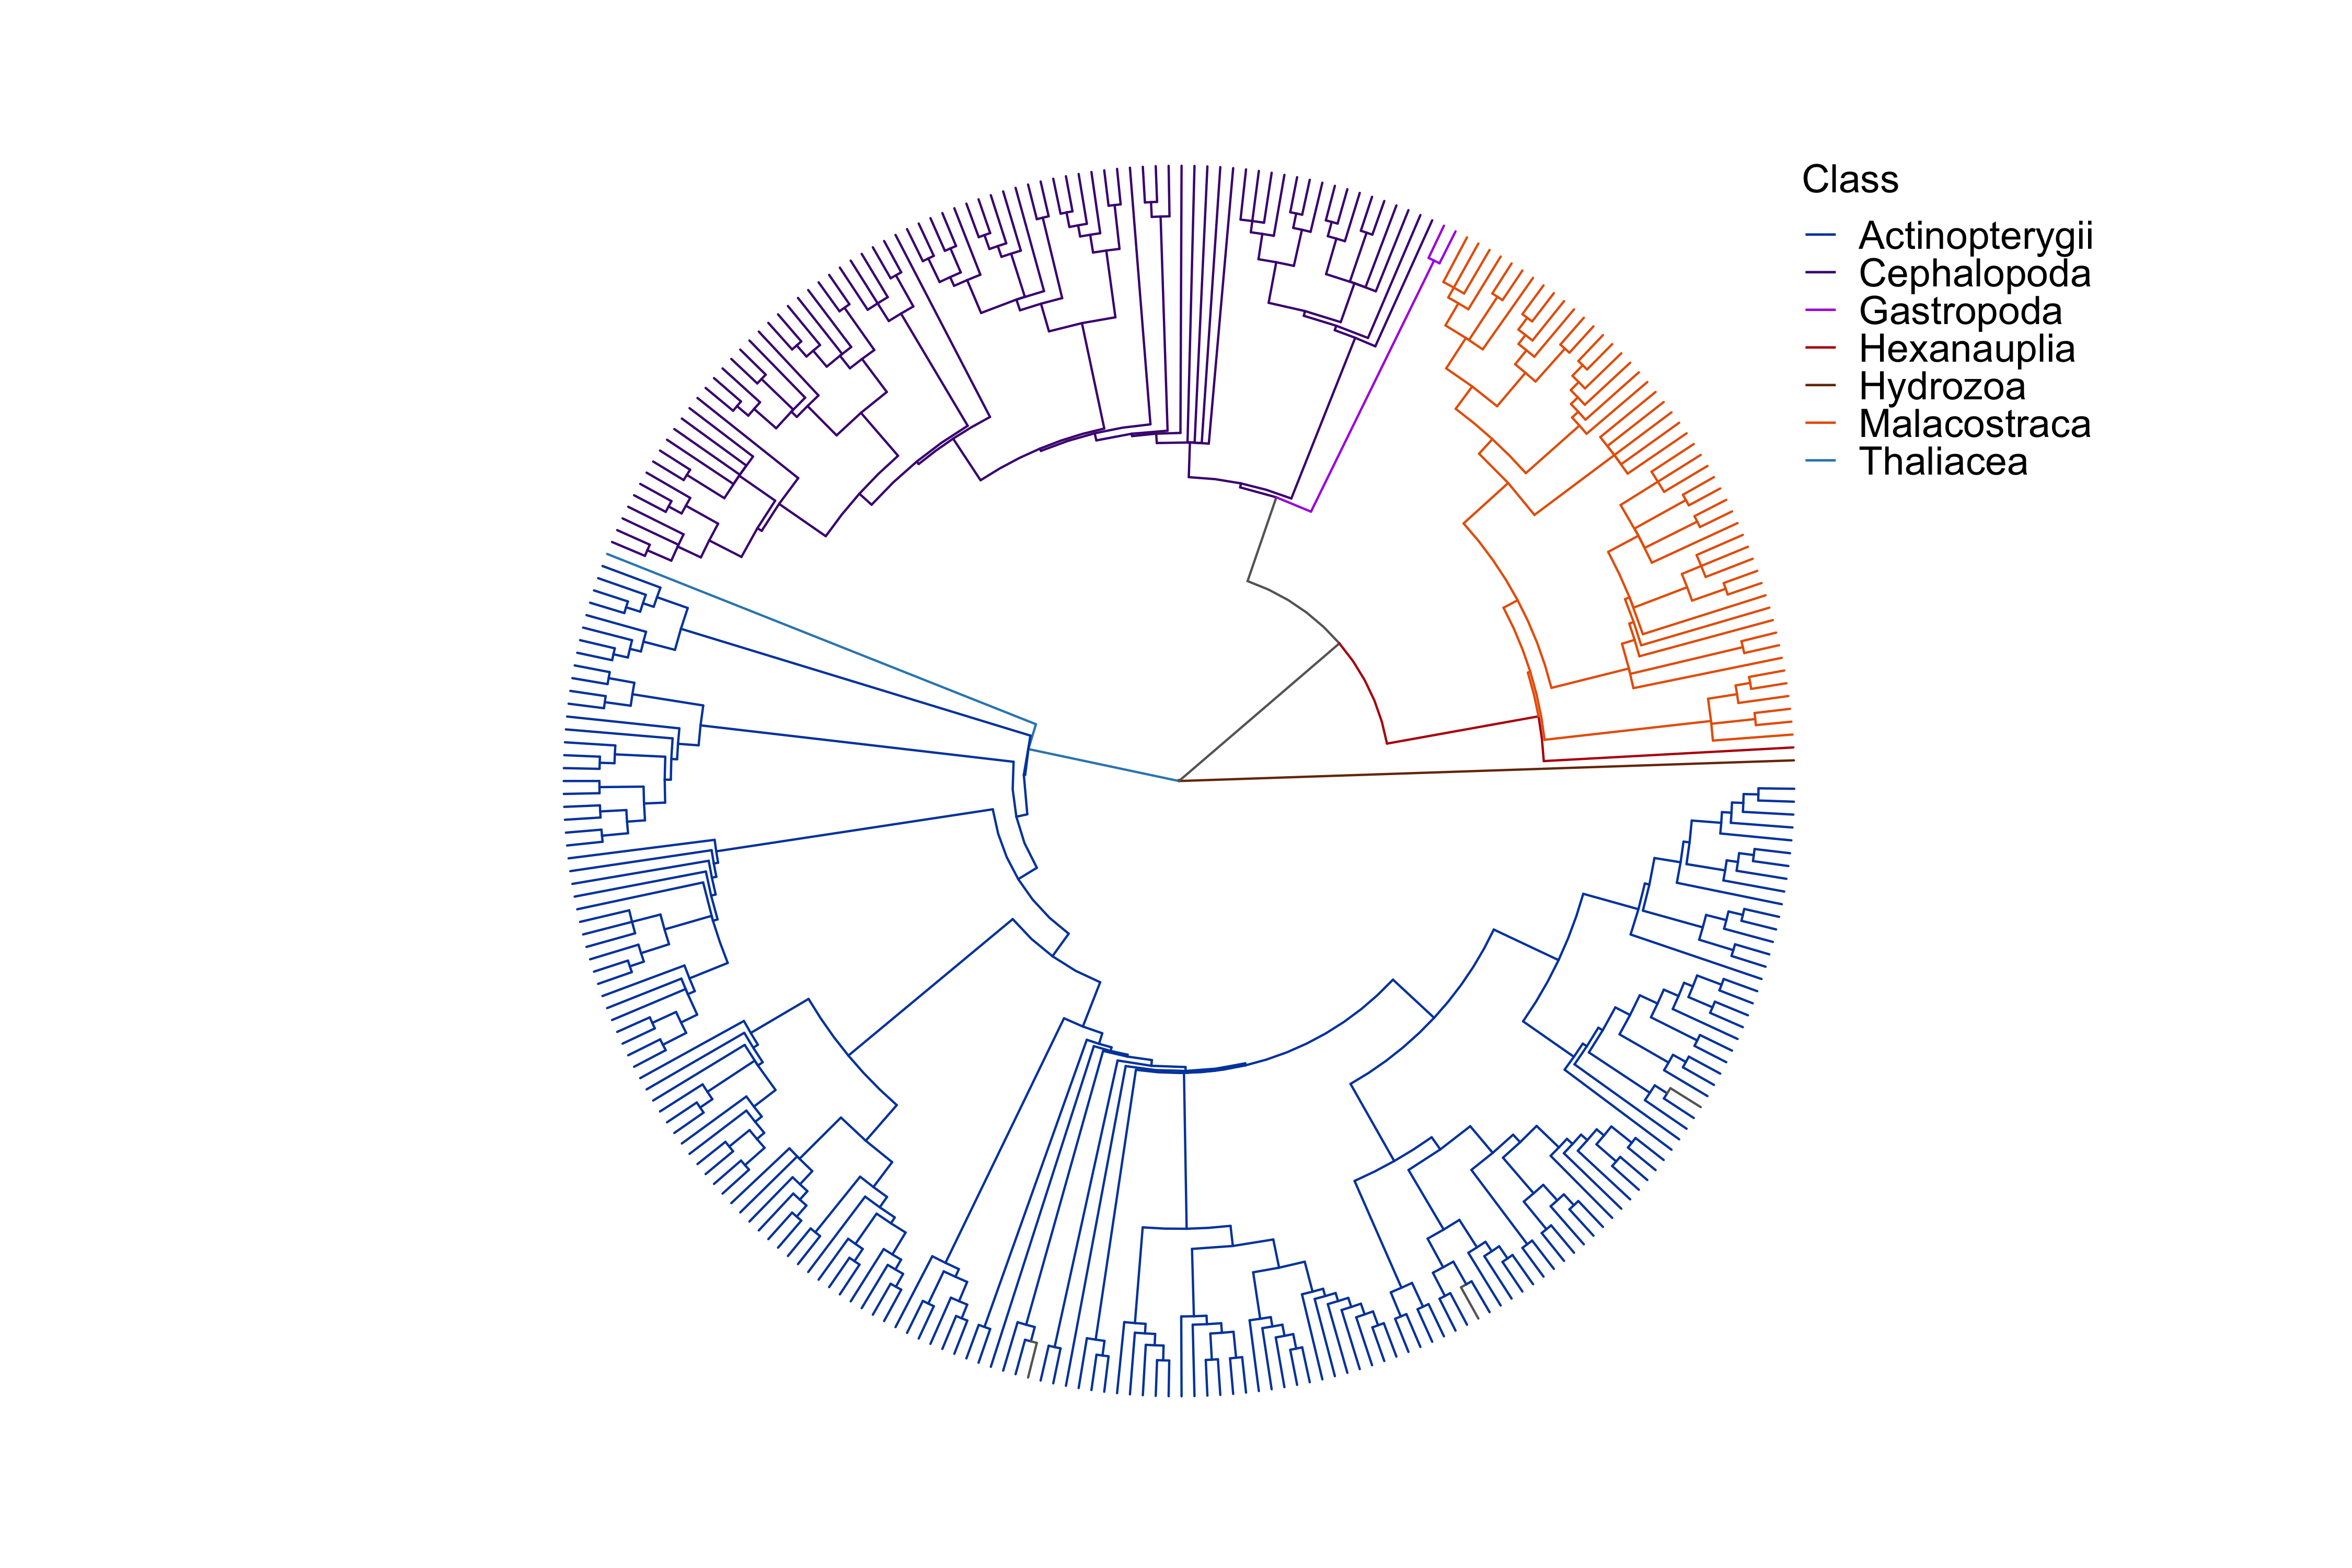 Class
Actinopterygii
Cephalopoda
Gastropoda
Hexanauplia
Hydrozoa
Malacostraca
Thaliacea